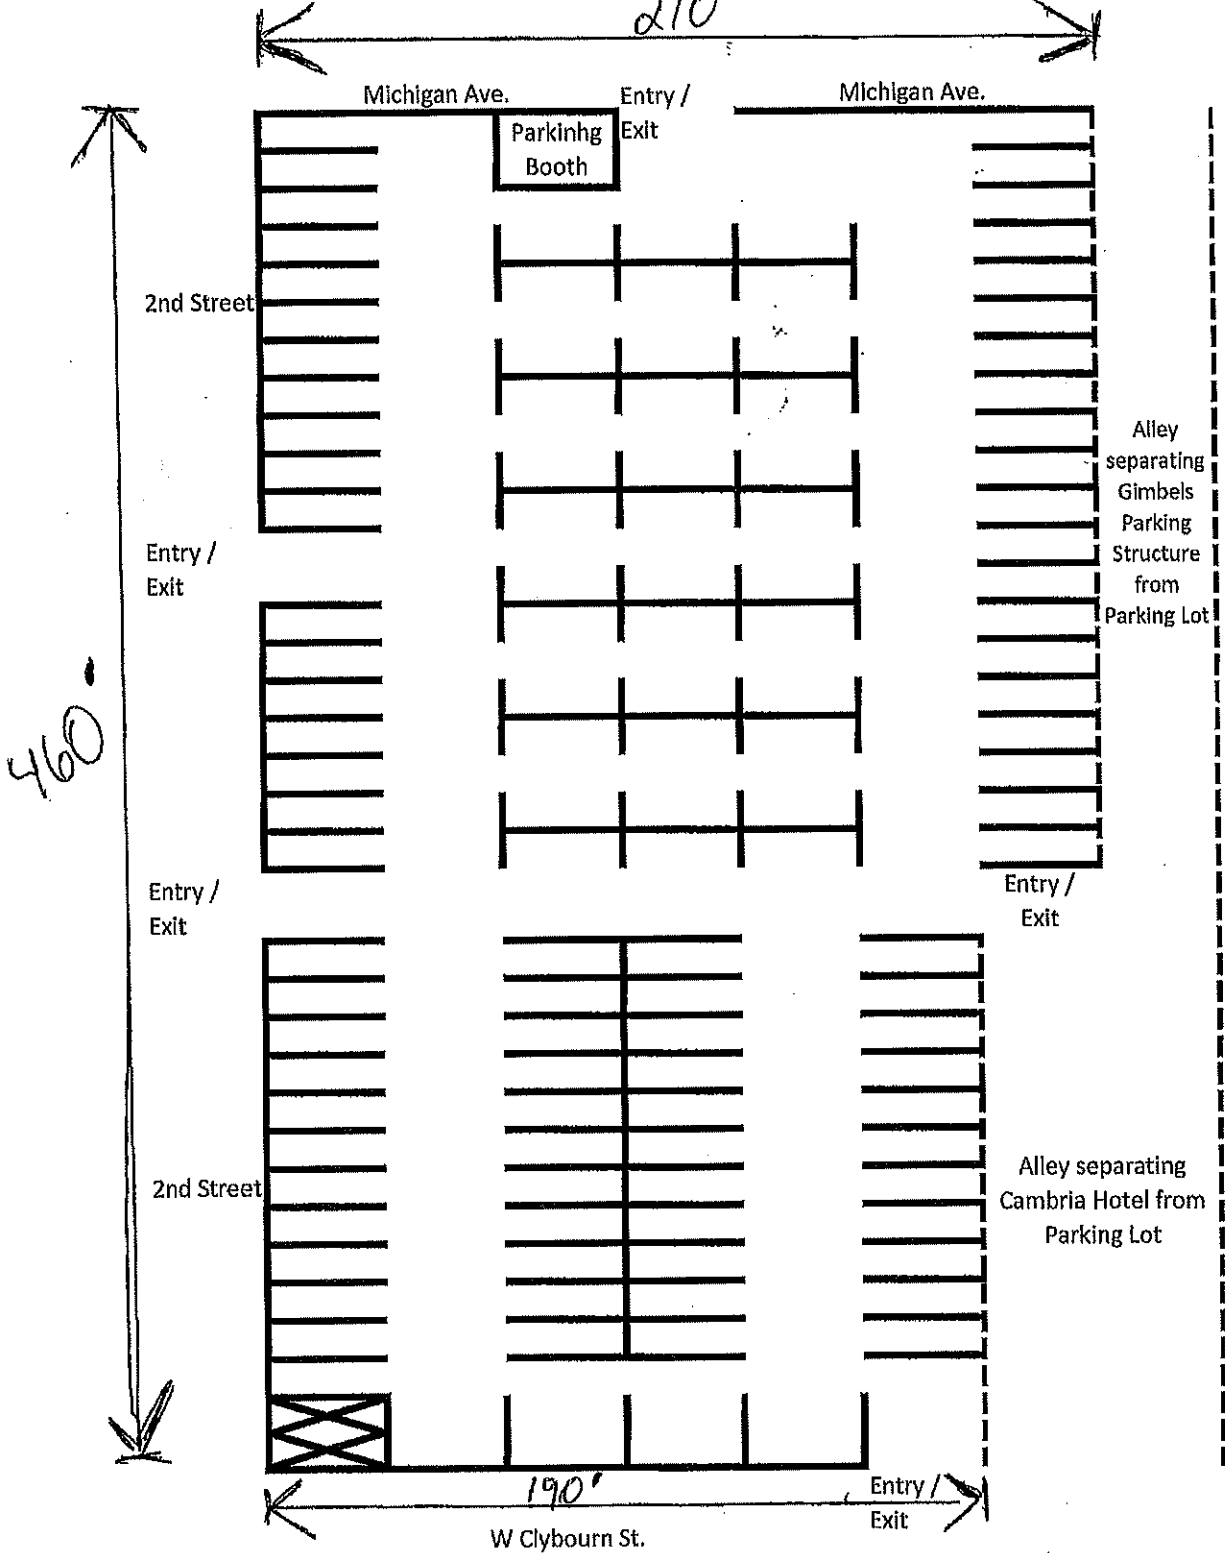 210
Michigan Ave.
Entry /
Exit
Michigan Ave.
Parkinhg
Booth
2nd Street
Alley
separating
Gimbels
Parking
Structure
from
Parking Lot
Entry /
Exit
460'
Entry /
Exit
Entry /
Exit
2nd Street
Alley separating
Cambria Hotel from
Parking Lot
190'
Entry /
Exit
W Clybourn St.